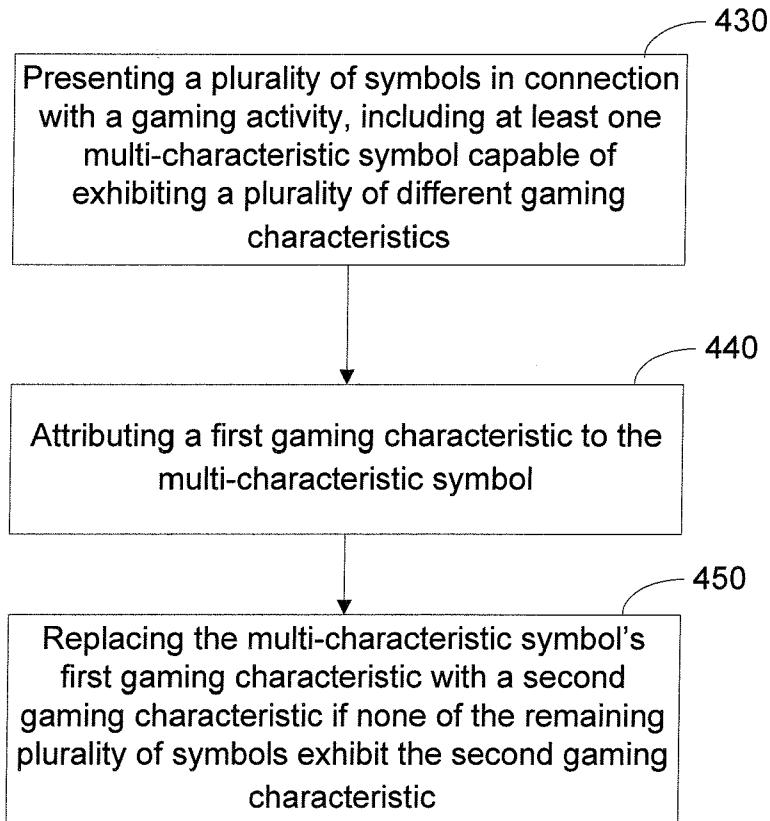 430
Presenting a plurality of symbols in connection
with a gaming activity, including at least one
multi-characteristic symbol capable of
exhibiting a plurality of different gaming
characteristics
440
Attributing a first gaming characteristic to the
multi-characteristic symbol
450
Replacing the multi-characteristic symbol's
first gaming characteristic with a second
gaming characteristic if none of the remaining
plurality of symbols exhibit the second gaming
characteristic